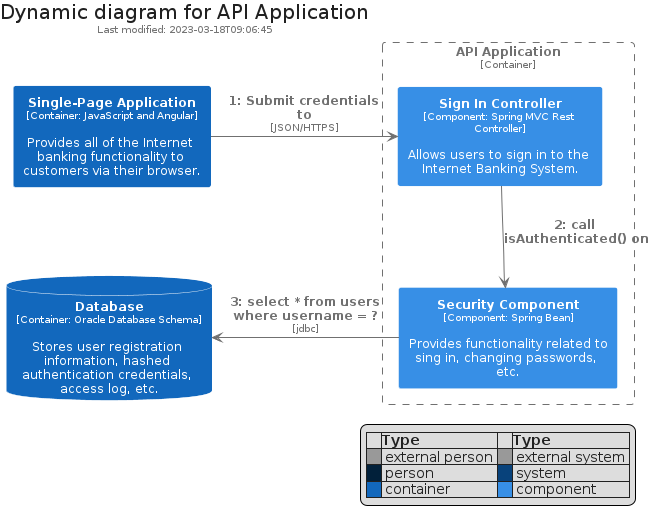 Dynamic diagram for API Application
Last modified: 2023-03-18T09:06:45
API Application
[Container]
Single-Page Application
[Container: JavaScript and Angular]
Provides all of the Internet
banking functionality to
customers via their browser.
1: Submit credentials
to
[JSON/HTTPS]
Sign In Controller
[Component: Spring MVC Rest
Controller]
Allows users to sign in to the
Internet Banking System.
2: call
isAuthenticated() on
Database
[Container: Oracle Database Schema]
Stores user registration
information, hashed
authentication credentials,
access log, etc.
3: select * from users
where username = ?
[jdbc]
Security Component
[Component: Spring Bean]
Provides functionality related to
sing in, changing passwords,
etc.
Type Type
external person external system
person system
container component